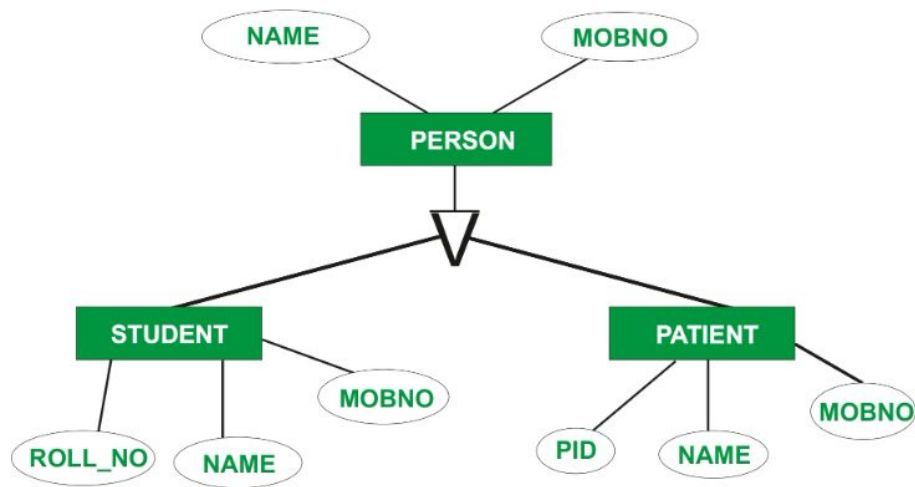 NAME
MOBNO
PERSON
STUDENT
PATIENT
MOBNO
MOBNO
ROLL_NO
NAME
PID
NAME